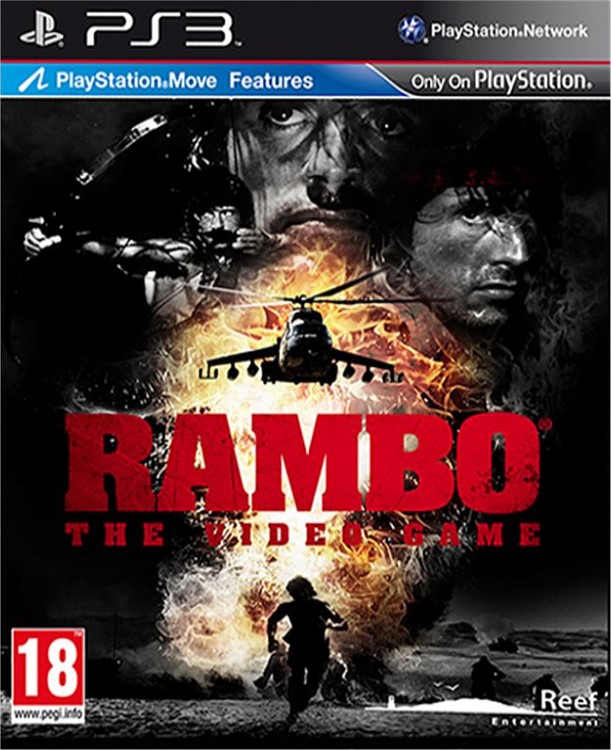 PS3
PlayStation®Network
PlayStation®Move Features
Only On PlayStation®
RAMBO®
THE VIDEO GAME
18
www.pegi.info
Reef
Entertainment